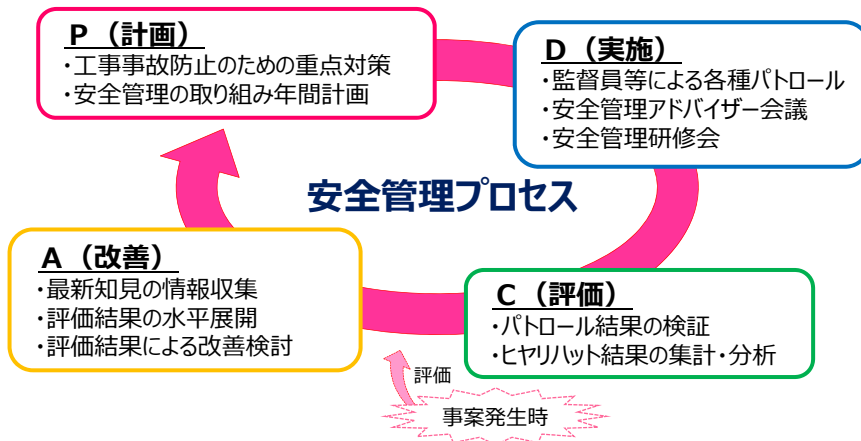 P（計画）
・工事事故防止のための重点対策
・安全管理の取り組み年間計画
D（実施）
・監督員等による各種パトロール
・安全管理アドバイザー会議
・安全管理研修会
安全管理プロセス
A（改善）
・最新知見の情報収集
・評価結果の水平展開
・評価結果による改善検討
C（評価）
・パトロール結果の検証
・ヒヤリハット結果の集計・分析
評価
事案発生時